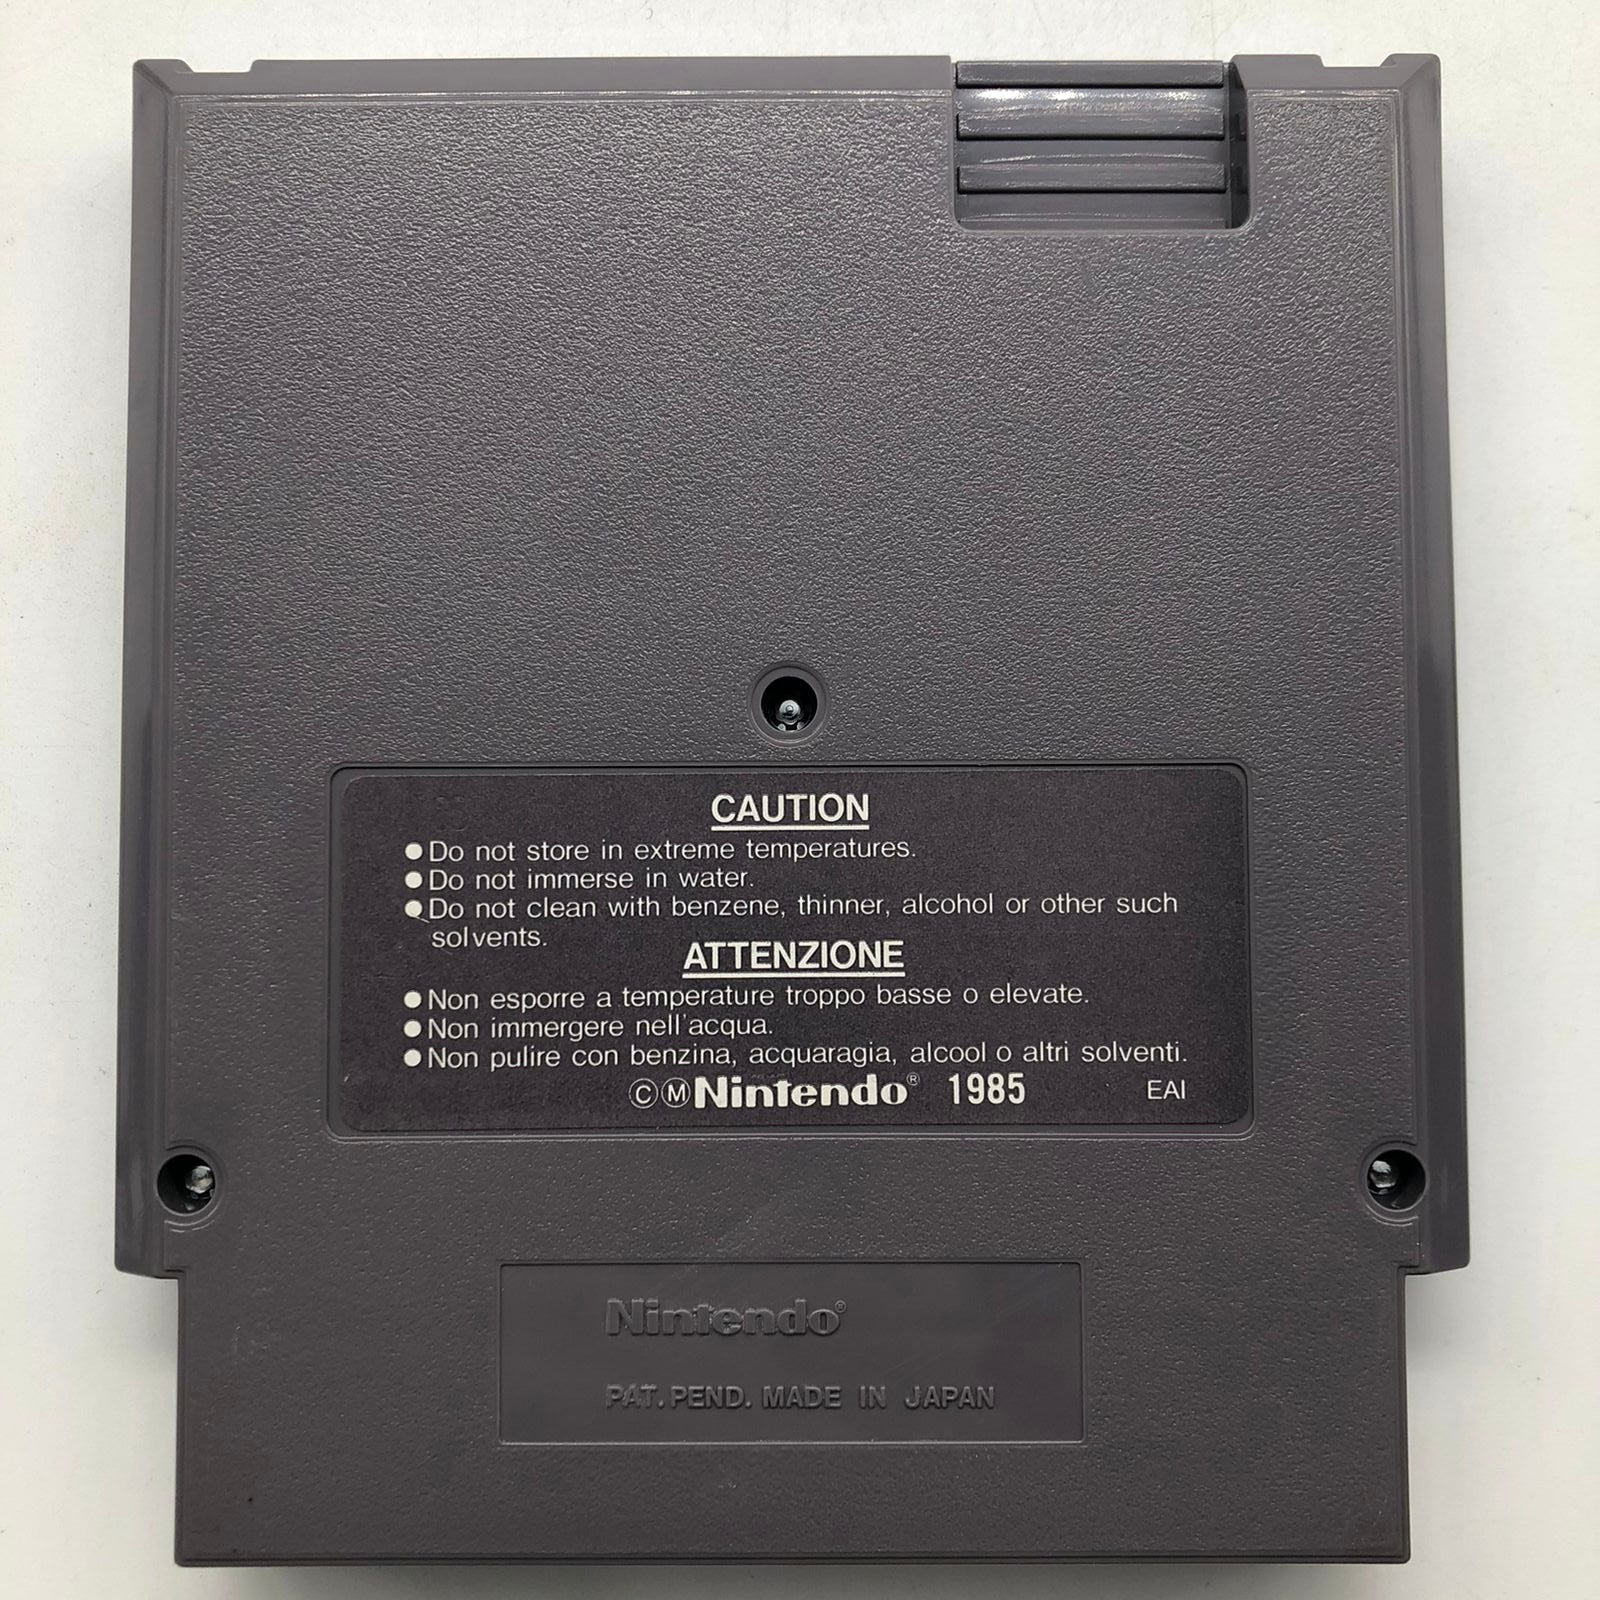 CAUTION
●Do not store in extreme temperatures.
●Do not immerse in water.
●Do not clean with benzene, thinner, alcohol or other such
solvents.
ATTENZIONE
●Non esporre a temperature troppo basse o elevate.
●Non immergere nell'acqua.
●Non pulire con benzina, acquaragia, alcool o altri solventi.
ⒸⓂNintendo® 1985 EAI
Nintendo®
PAT. PEND. MADE IN JAPAN